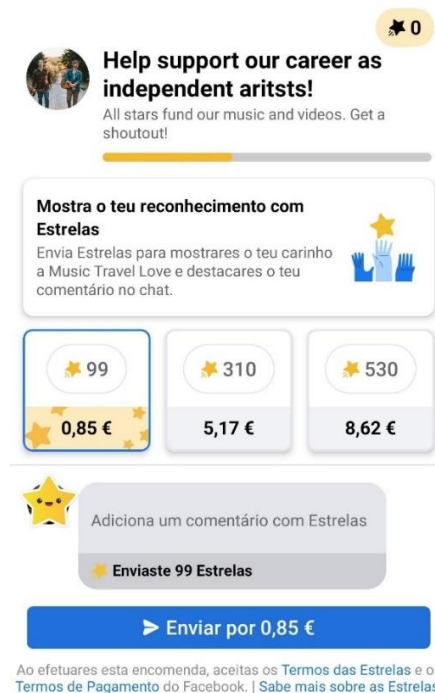 0
Help support our career as
independent aritsts!
All stars fund our music and videos. Get a
shoutout!
Mostra o teu reconhecimento com
Estrelas
Envia Estrelas para mostrares o teu carinho
a Music Travel Love e destacares o teu
comentário no chat.
99
310
530
0,85 €
5,17 €
8,62 €
Adiciona um comentário com Estrelas
Enviaste 99 Estrelas
Enviar por 0,85 €
Ao efetuares esta encomenda, aceitas os Termos das Estrelas e o
Termos de Pagamento do Facebook. | Sabe mais sobre as Estrelas